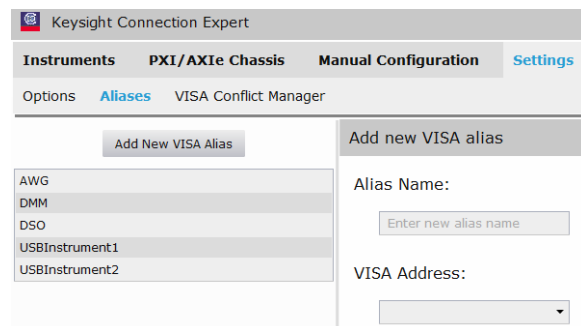 Keysight Connection Expert
Instruments PXI/AXIe Chassis Manual Configuration Settings
Options Aliases VISA Conflict Manager
Add New VISA Alias
AWG
DMM
DSO
USBInstrument1
USBInstrument2
Add new VISA alias
Alias Name:
Enter new alias name
VISA Address: